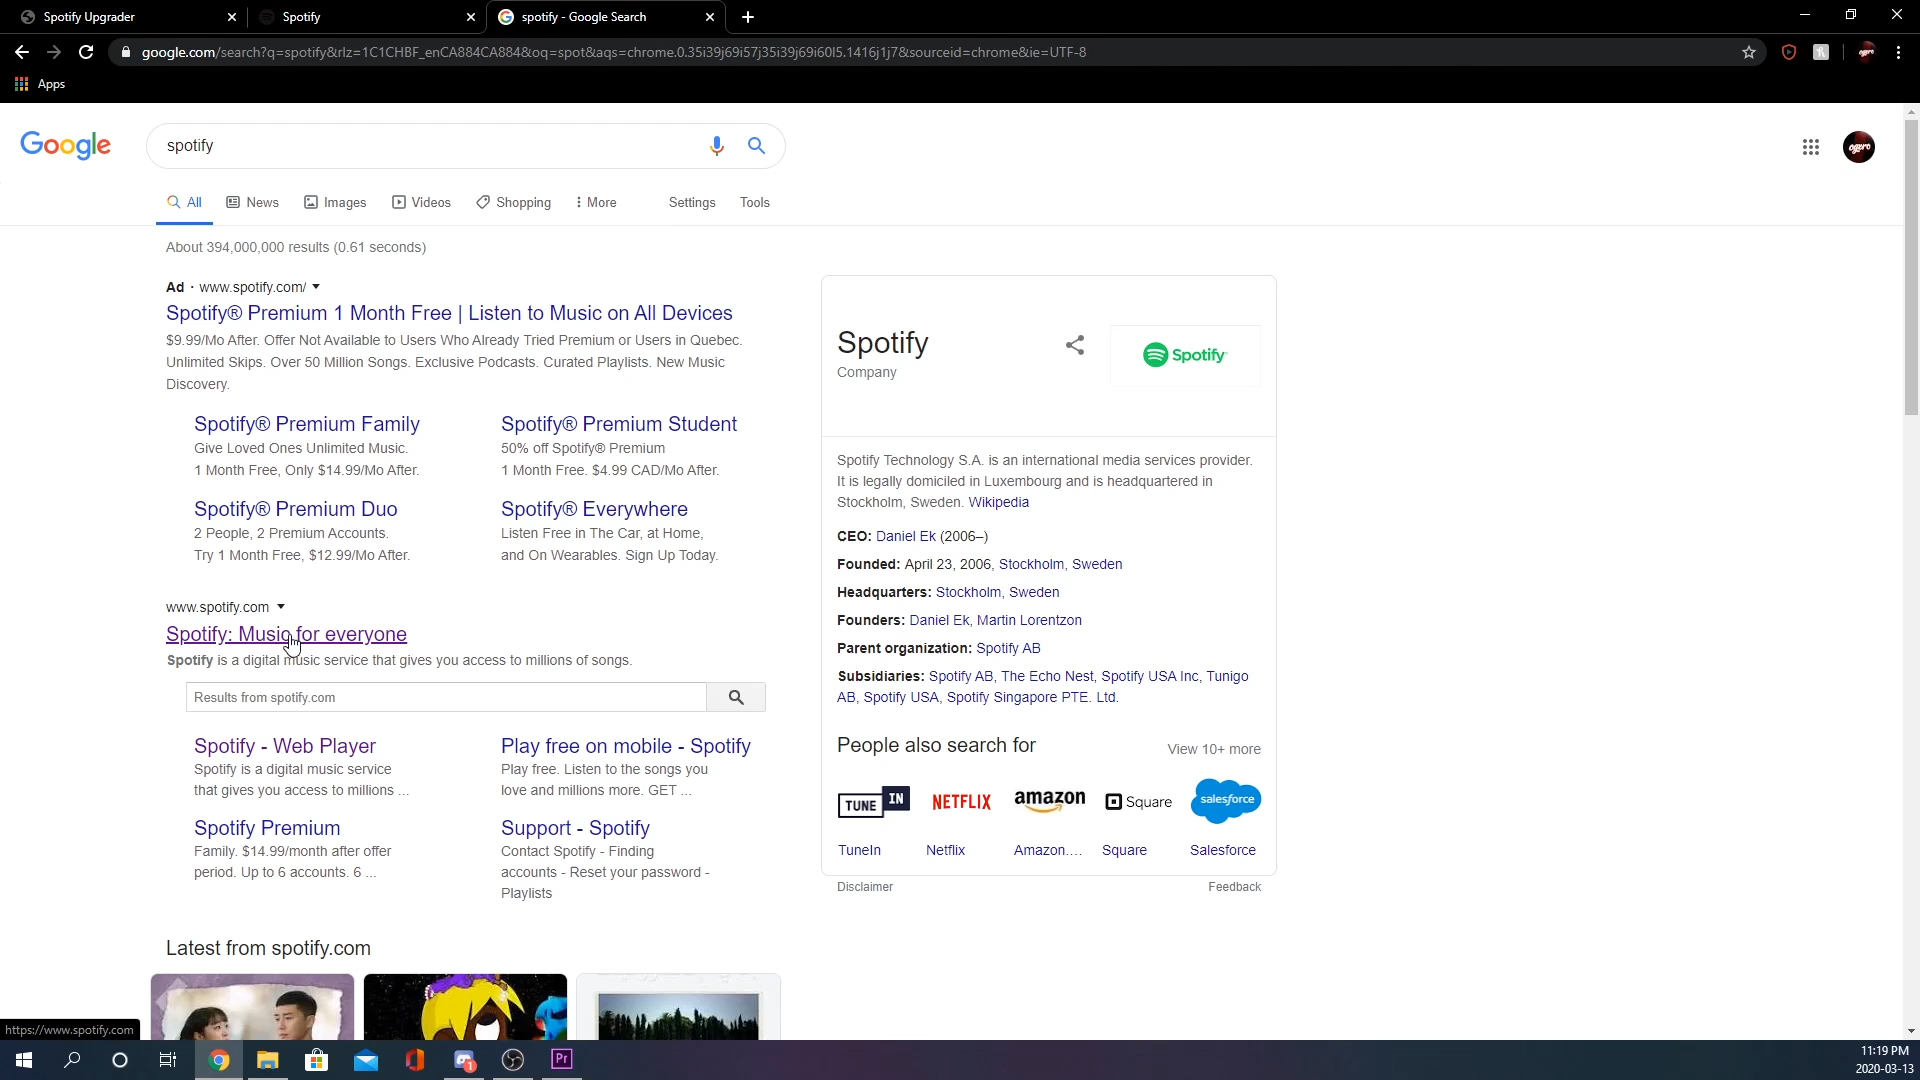 Spotify Upgrader
Spotify
spotify - Google Search
google.com/search?q=spotify&rlz=1C1CHBF_enCA884CA884&oq=spot&aqs=chrome.0.35i39j69i57j35i39j69i60l5.1416j1j7&sourceid=chrome&ie=UTF-8
Apps
Google
spotify
ogero
All
News
Images
Videos
Shopping
More
Settings
Tools
About 394,000,000 results (0.61 seconds)
Ad · www.spotify.com/
Spotify® Premium 1 Month Free | Listen to Music on All Devices
$9.99/Mo After. Offer Not Available to Users Who Already Tried Premium or Users in Quebec.
Unlimited Skips. Over 50 Million Songs. Exclusive Podcasts. Curated Playlists. New Music
Discovery.
Spotify® Premium Family
Give Loved Ones Unlimited Music.
1 Month Free, Only $14.99/Mo After.
Spotify® Premium Student
50% off Spotify® Premium
1 Month Free. $4.99 CAD/Mo After.
Spotify® Premium Duo
2 People, 2 Premium Accounts.
Try 1 Month Free, $12.99/Mo After.
Spotify® Everywhere
Listen Free in The Car, at Home,
and On Wearables. Sign Up Today.
www.spotify.com
Spotify: Music for everyone
Spotify is a digital music service that gives you access to millions of songs.
Results from spotify.com
Spotify - Web Player
Spotify is a digital music service
that gives you access to millions ...
Play free on mobile - Spotify
Play free. Listen to the songs you
love and millions more. GET ...
Spotify Premium
Family. $14.99/month after offer
period. Up to 6 accounts. 6 ...
Support - Spotify
Contact Spotify - Finding
accounts - Reset your password -
Playlists
Latest from spotify.com
Spotify
Company
Spotify
Spotify Technology S.A. is an international media services provider.
It is legally domiciled in Luxembourg and is headquartered in
Stockholm, Sweden. Wikipedia
CEO: Daniel Ek (2006–)
Founded: April 23, 2006, Stockholm, Sweden
Headquarters: Stockholm, Sweden
Founders: Daniel Ek, Martin Lorentzon
Parent organization: Spotify AB
Subsidiaries: Spotify AB, The Echo Nest, Spotify USA Inc, Tunigo
AB, Spotify USA, Spotify Singapore PTE. Ltd.
People also search for
View 10+ more
TUNE IN
NETFLIX
amazon
Square
salesforce
TuneIn
Netflix
Amazon....
Square
Salesforce
Disclaimer
Feedback
https://www.spotify.com
1
Pr
11:19 PM
2020-03-13